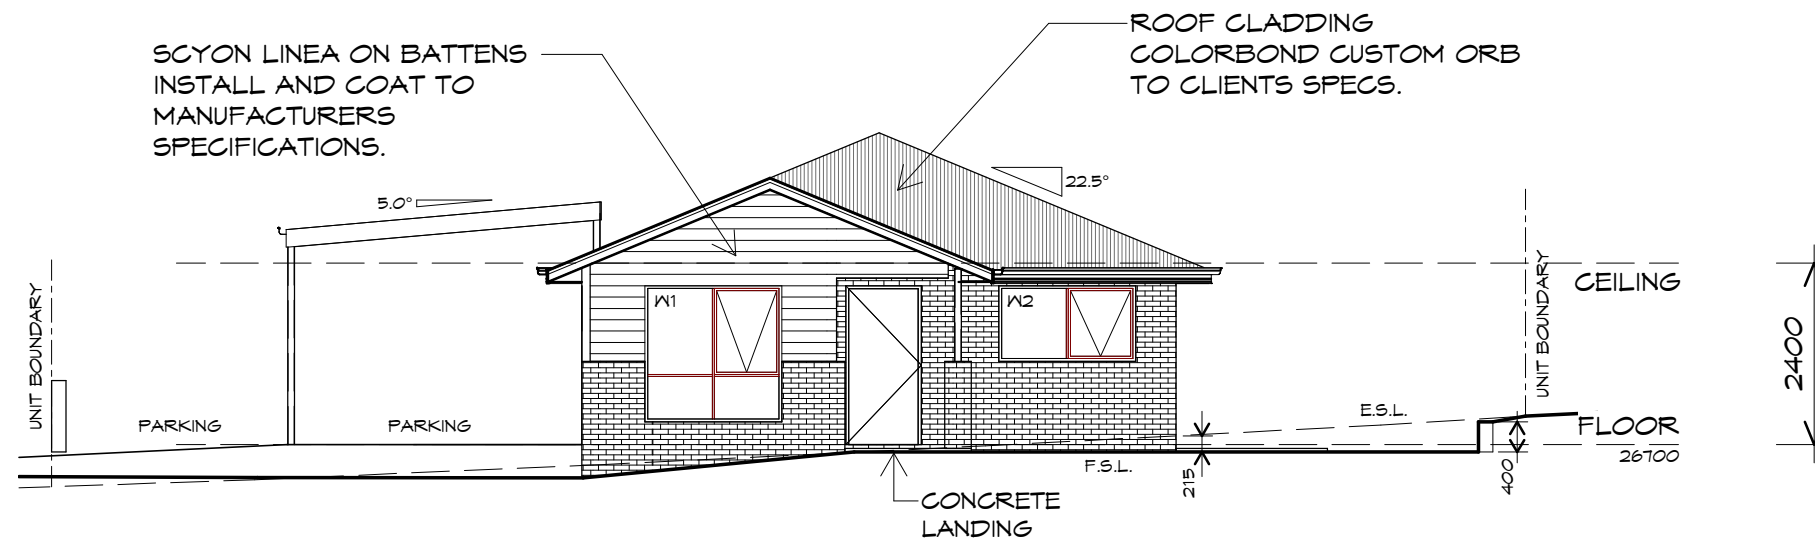 ROOF CLADDING
COLORBOND CUSTOM ORB
TO CLIENTS SPECS.
SCYON LINEA ON BATTENS
INSTALL AND COAT TO
MANUFACTURERS
SPECIFICATIONS.
22.5°
5.0°
UNIT BOUNDARY
UNIT BOUNDARY
CEILING
W1
W2
2400
PARKING
PARKING
E.S.L.
FLOOR
26700
F.S.L.
215
400
CONCRETE
LANDING